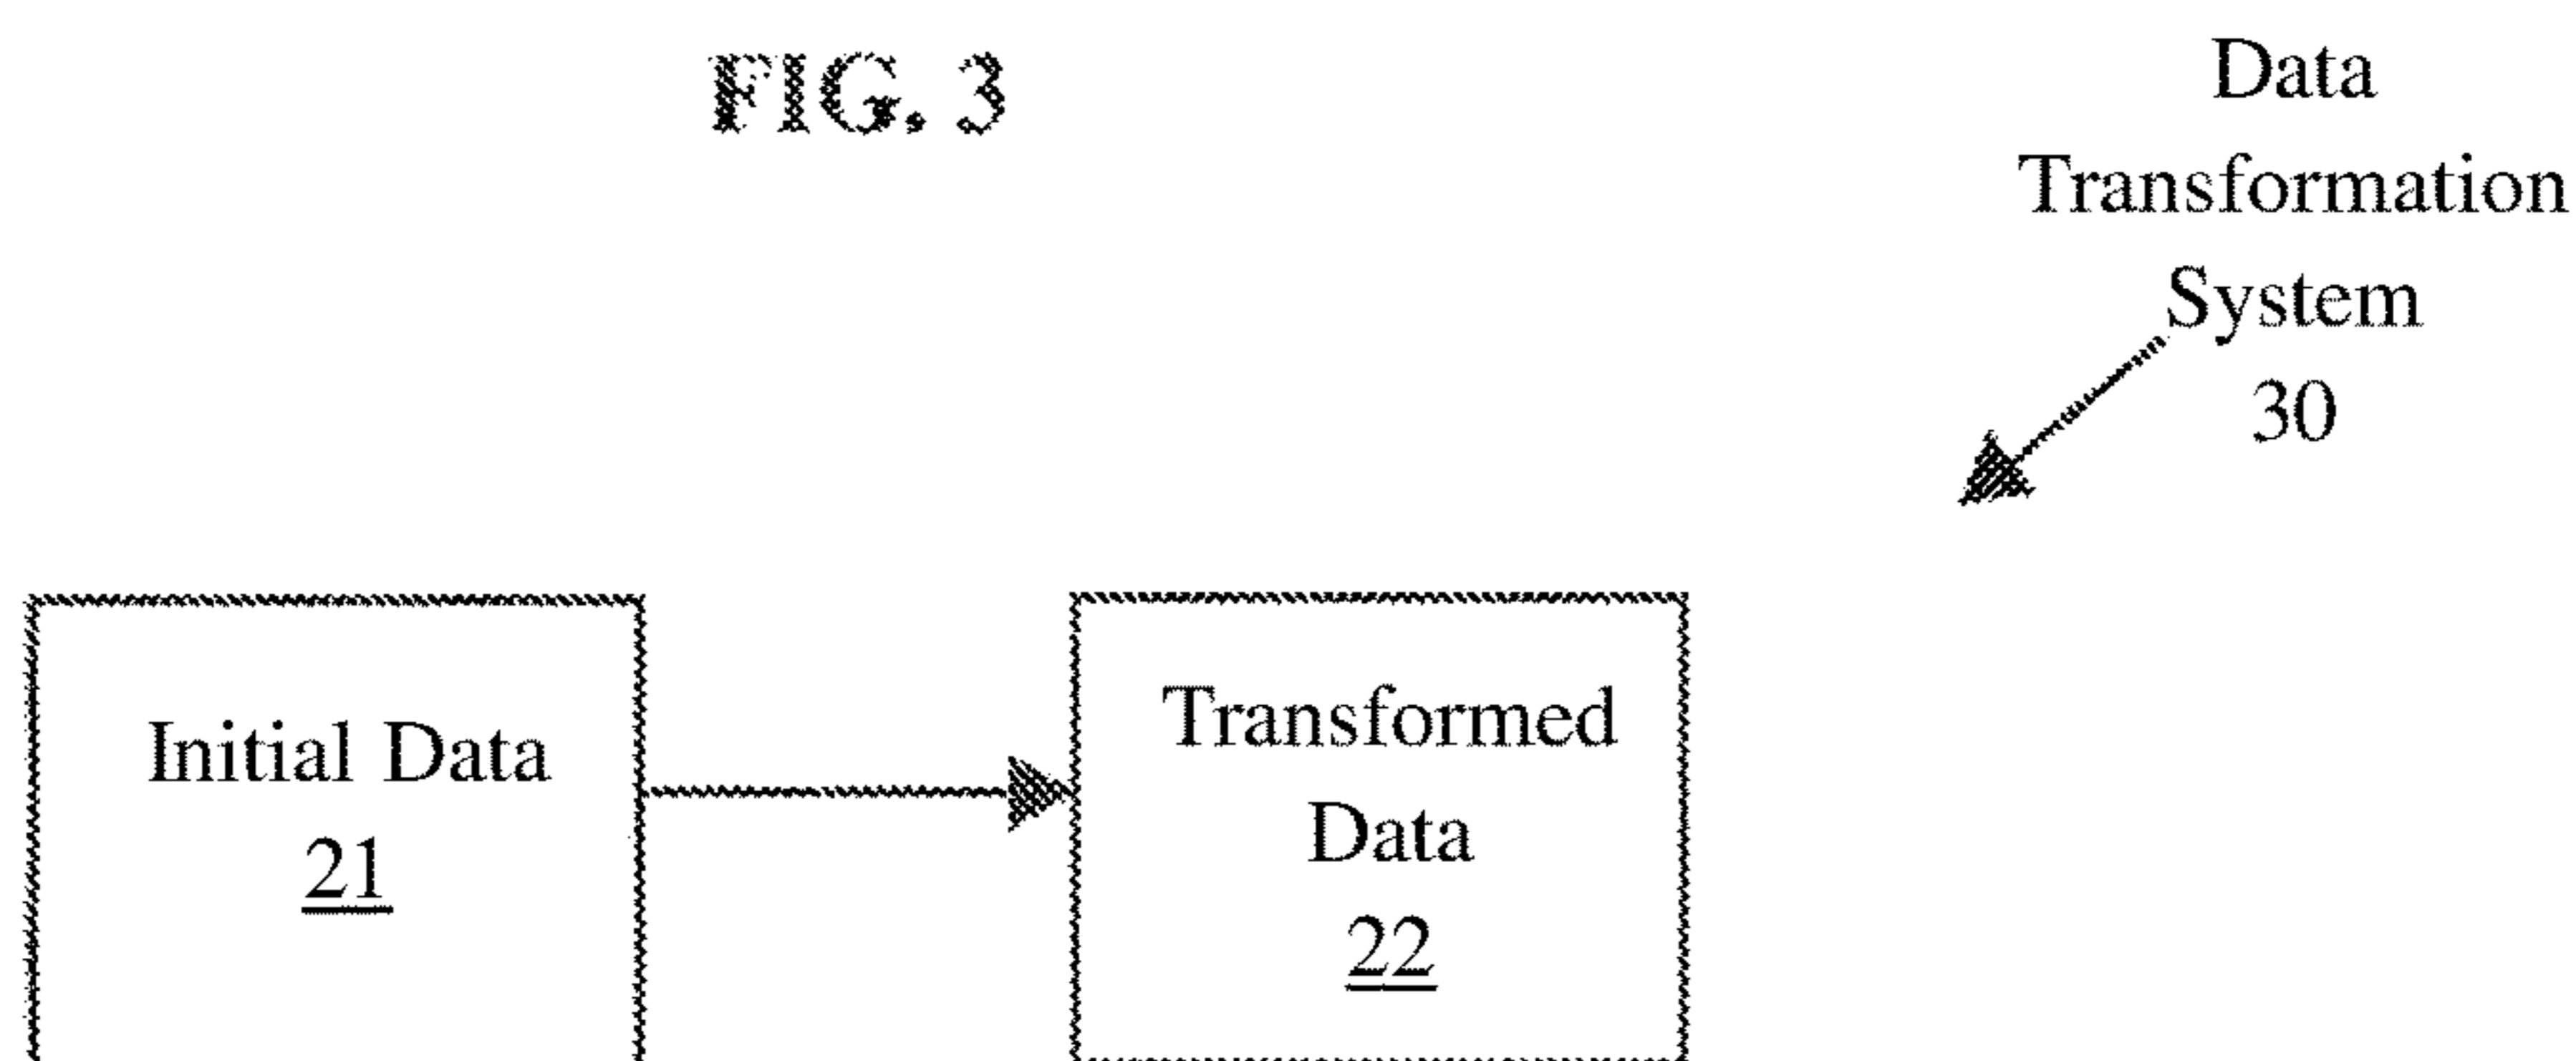 FIG. 3
Data
Transformation
System
30
Initial Data
21
Transformed
Data
22